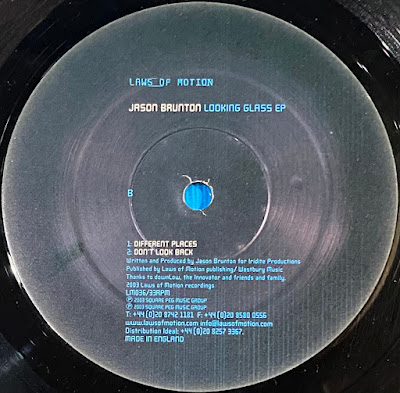 LAWS OF MOTION
JASON BRUNTON LOOKING GLASS EP
B
1: DIFFERENT PLACES
2: DON'T LOOK BACK
Written and Produced by Jason Brunton for Iridite Productions
Published by Laws of Motion publishing/ Westbury Music
Thanks to downLow, the Innovator and friends and family.
2003 Laws of Motion recordings
LM036/33RPM
℗ 2003 SQUARE PEG MUSIC GROUP
© 2003 SQUARE PEG MUSIC GROUP
T: ++44 (0)20 8742 1181 F: ++44 (0)20 8580 0556
www.lawsofmotion.com info@lawsofmotion.com
Distribution Ideal: ++44 (0)20 8257 3367.
MADE IN ENGLAND